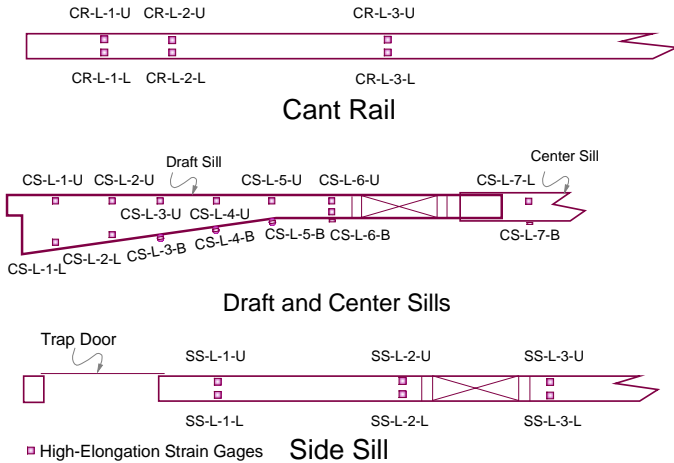 CR-L-1-U CR-L-2-U CR-L-3-U
CR-L-1-L CR-L-2-L CR-L-3-L
Cant Rail
Draft Sill Center Sill
CS-L-1-U CS-L-2-U CS-L-5-U CS-L-6-U CS-L-7-L
CS-L-3-U CS-L-4-U
CS-L-1-L CS-L-2-L CS-L-3-B CS-L-4-B CS-L-5-B CS-L-6-B CS-L-7-B
Draft and Center Sills
Trap Door
SS-L-1-U SS-L-2-U SS-L-3-U
SS-L-1-L SS-L-2-L SS-L-3-L
High-Elongation Strain Gages Side Sill